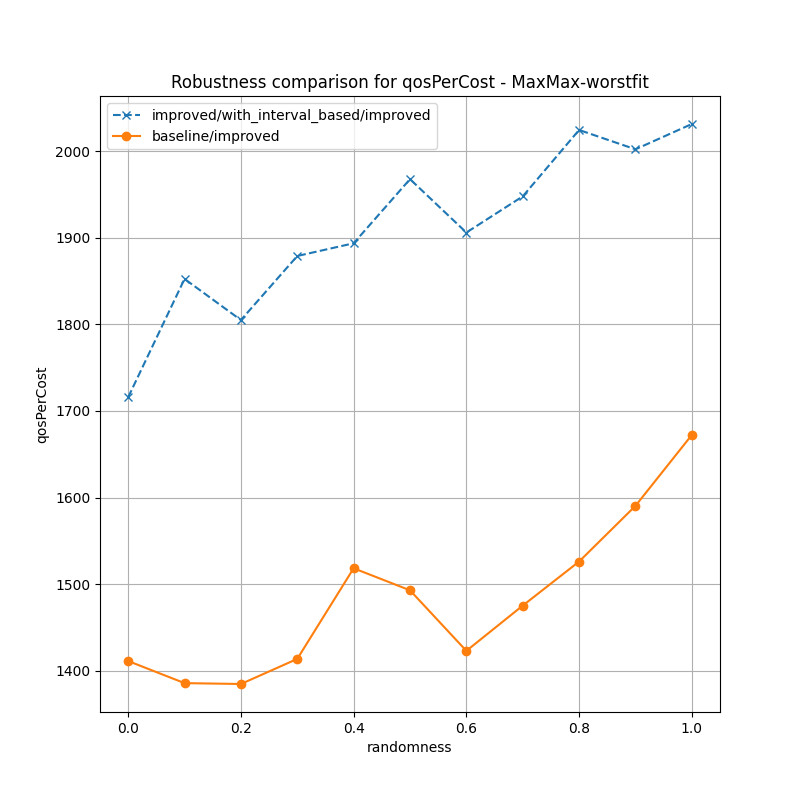 Robustness comparison for qosPerCost - MaxMax-worstfit
improved/with_interval_based/improved
baseline/improved
qosPerCost
2000
1900
1800
1700
1600
1500
1400
0.0 0.2 0.4 0.6 0.8 1.0
randomness